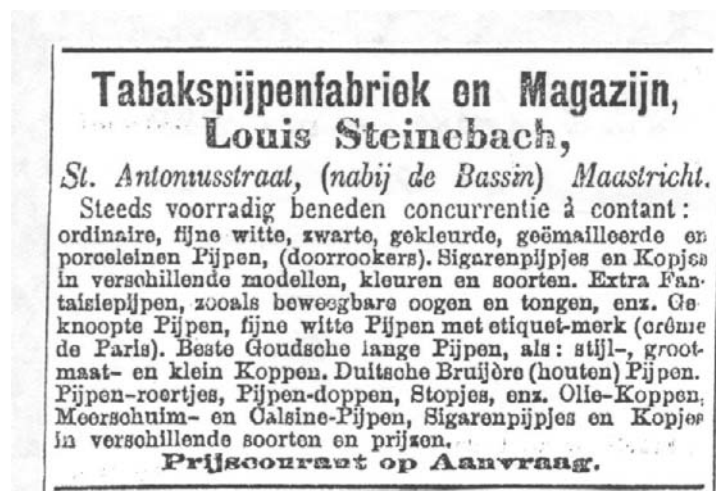 Tabakspijpenfabriek en Magazijn,
Louis Steinebach,
St. Antoniusstraat, (nabij de Bassin) Maastricht.
Steeds voorradig beneden concurrentie à contant:
ordinaire, fijne witte, zwarte, gekleurde, geëmailleerde en
porceleinen Pijpen, (doorrookers). Sigarenpijpjes en Kopjes
in verschillende modellen, kleuren en soorten. Extra Fan-
taisiepijpen, zooals beweegbare oogen en tongen, enz. Ge
knoopte Pijpen, fijne witte Pijpen met etiquet-merk (crême
de Paris). Beste Goudsche lange Pijpen, als: stijl-, groot-
maat- en klein Koppen. Duitsche Bruijère (houten) Pijpen.
Pijpen-roertjes, Pijpen-doppen, Stopjes, enz. Olie-Koppen,
Meerschuim- en Calsine-Pijpen, Sigarenpijpjes en Kopjes
in verschillende soorten en prijzen.
Prijscourant op Aanvraag.